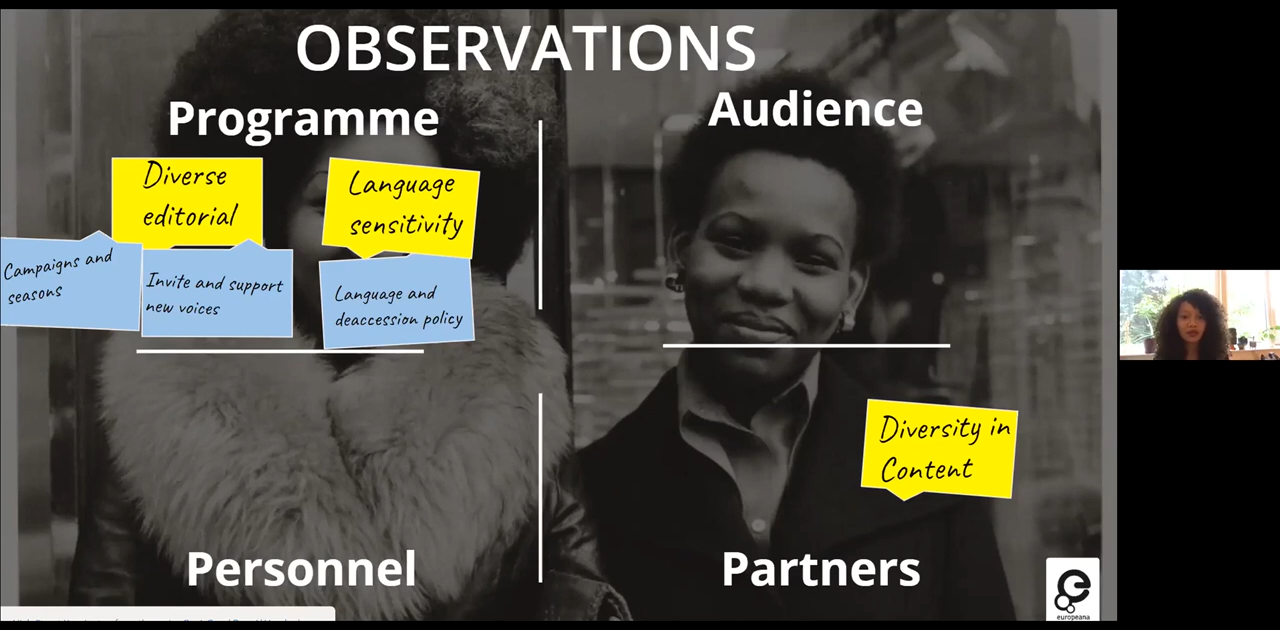 OBSERVATIONS
Programme
Audience
Diverse
editorial
Language
sensitivity
Campaigns and
seasons
Invite and support
new voices
Language and
deaccession policy
Diversity in
Content
Personnel
Partners
europeana